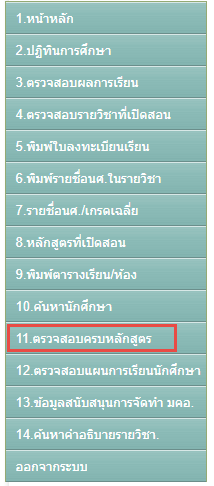 1.หน้าหลัก
2.ปฏิทินการศึกษา
3.ตรวจสอบผลการเรียน
4.ตรวจสอบรายวิชาที่เปิดสอน
5.พิมพ์ใบลงทะเบียนเรียน
6.พิมพ์รายชื่อนศ.ในรายวิชา
7.รายชื่อนศ./เกรดเฉลี่ย
8.หลักสูตรที่เปิดสอน
9.พิมพ์ตารางเรียน/ห้อง
10.ค้นหานักศึกษา
11.ตรวจสอบครบหลักสูตร
12.ตรวจสอบแผนการเรียนนักศึกษา
13.ข้อมูลสนับสนุนการจัดทำ มคอ.
14.ค้นหาคำอธิบายรายวิชา.
ออกจากระบบ